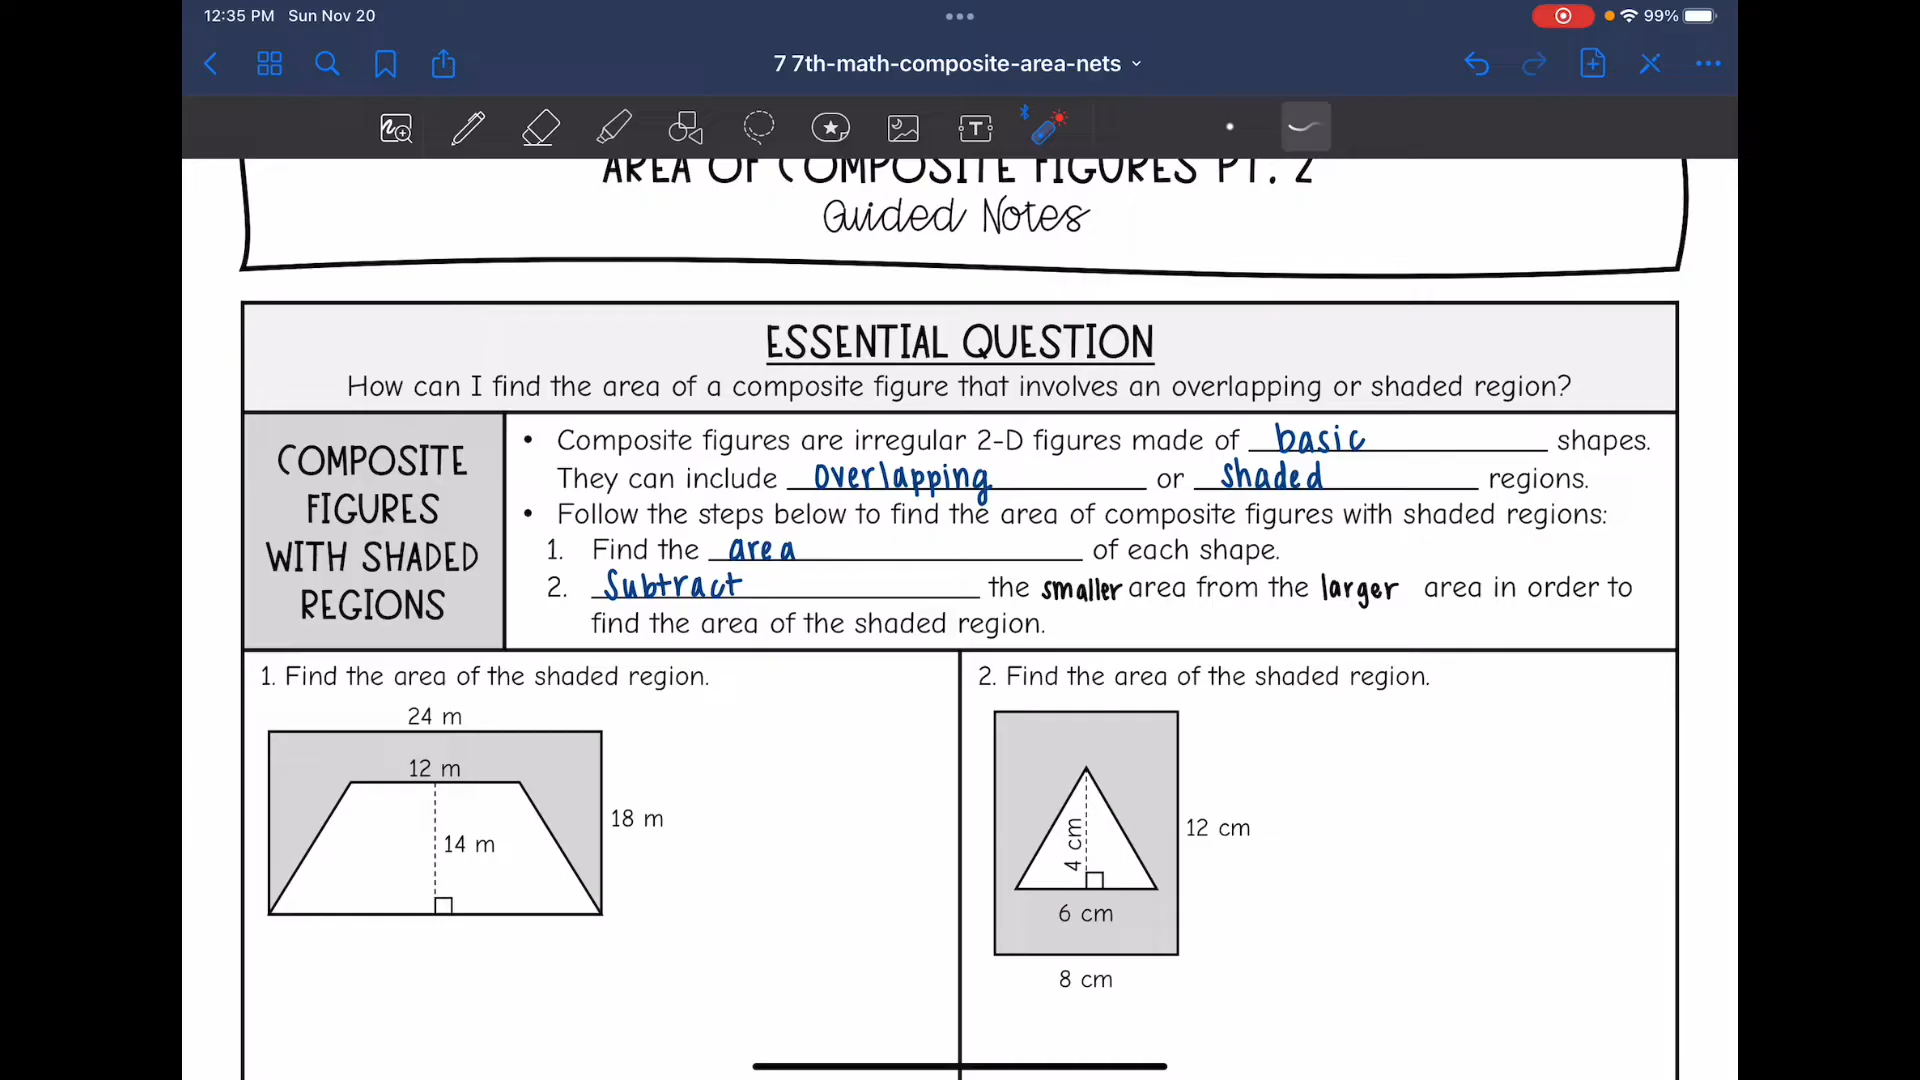 12:35 PM Sun Nov 20
99%
7 7th-math-composite-area-nets
AREA OF COMPOSITE FIGURES PT. 2
Guided Notes
ESSENTIAL QUESTION
How can I find the area of a composite figure that involves an overlapping or shaded region?
COMPOSITE
FIGURES
WITH SHADED
REGIONS
• Composite figures are irregular 2-D figures made of basic shapes.
They can include overlapping or shaded regions.
• Follow the steps below to find the area of composite figures with shaded regions:
1. Find the area of each shape.
2. Subtract the smaller area from the larger area in order to
find the area of the shaded region.
1. Find the area of the shaded region.
24 m
12 m
18 m
14 m
2. Find the area of the shaded region.
12 cm
4 cm
6 cm
8 cm